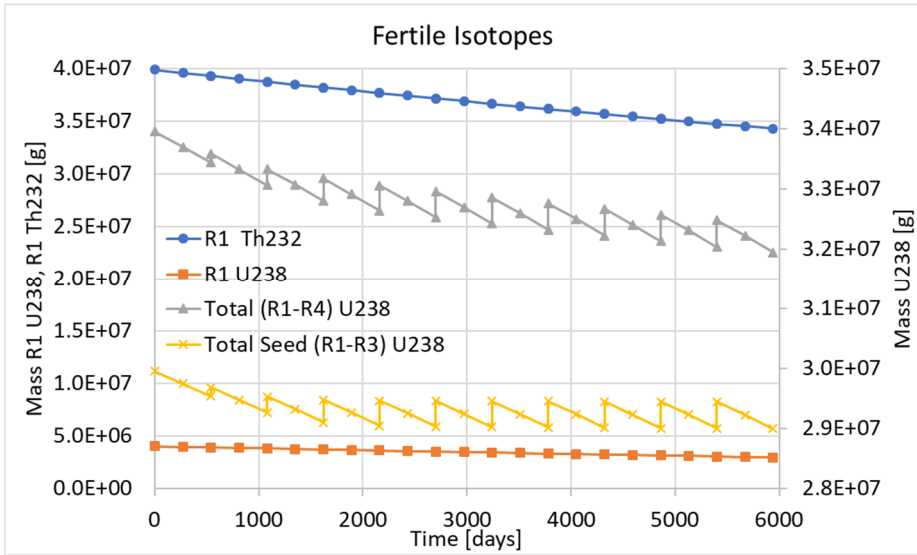 Fertile Isotopes
Mass R1 U238, R1 Th232 [g]
4.0E+07
3.5E+07
3.0E+07
2.5E+07
2.0E+07
1.5E+07
1.0E+07
5.0E+06
0.0E+00
R1 Th232
R1 U238
Total (R1-R4) U238
Total Seed (R1-R3) U238
3.5E+07
3.4E+07
3.3E+07
3.2E+07
3.1E+07
3.0E+07
2.9E+07
2.8E+07
Mass U238 [g]
0 1000 2000 3000 4000 5000 6000
Time [days]